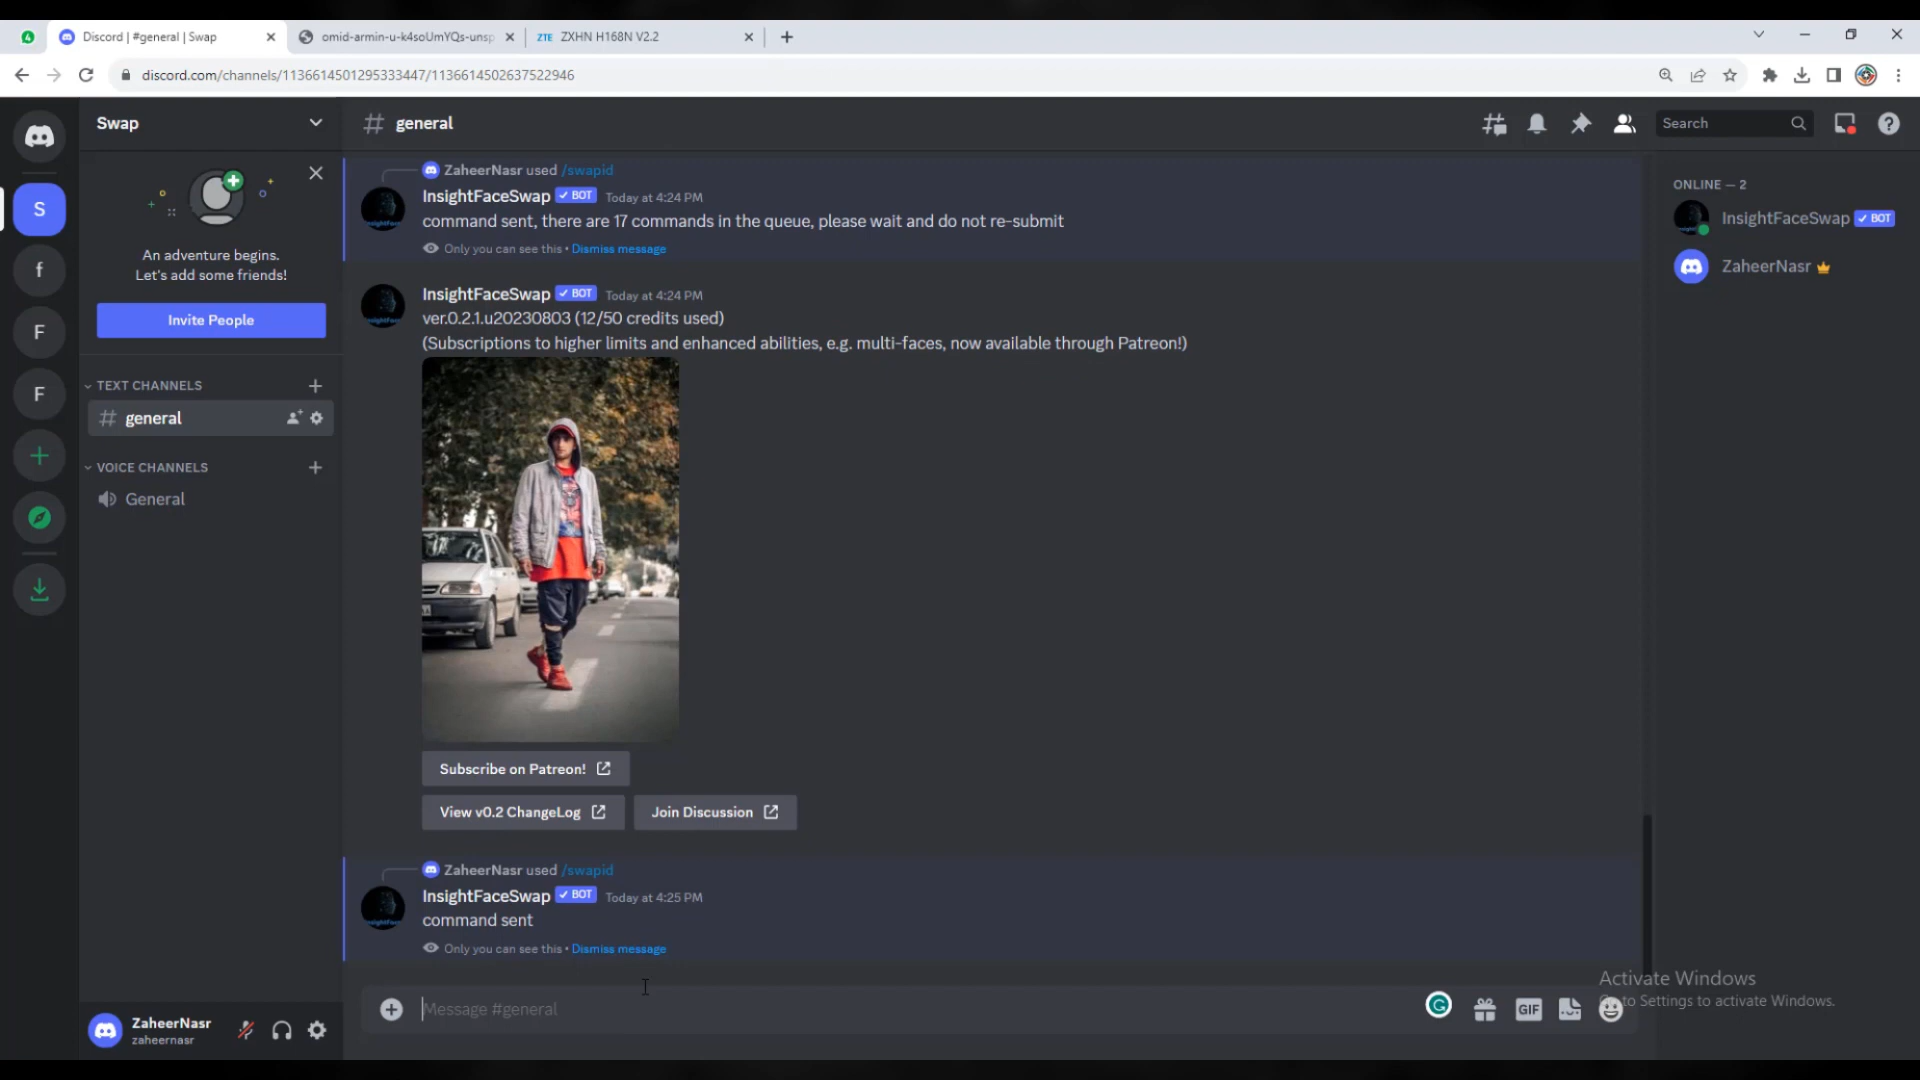 Discord | #general | Swap
omid-armin-u-k4soUmYQs-unsp
ZTE ZXHN H168N V2.2
discord.com/channels/1136614501295333447/1136614502637522946
Swap
general
Search
S
f
F
F
An adventure begins.
Let's add some friends!
Invite People
TEXT CHANNELS
general
VOICE CHANNELS
General
ZaheerNasr
zaheernasr
ZaheerNasr used /swapid
InsightFaceSwap BOT Today at 4:24 PM
command sent, there are 17 commands in the queue, please wait and do not re-submit
Only you can see this • Dismiss message
InsightFaceSwap BOT Today at 4:24 PM
ver.0.2.1.u20230803 (12/50 credits used)
(Subscriptions to higher limits and enhanced abilities, e.g. multi-faces, now available through Patreon!)
Subscribe on Patreon!
View v0.2 ChangeLog
Join Discussion
ZaheerNasr used /swapid
InsightFaceSwap BOT Today at 4:25 PM
command sent
Only you can see this • Dismiss message
Message #general
GIF
ONLINE — 2
InsightFaceSwap BOT
ZaheerNasr
Activate Windows
to Settings to activate Windows.